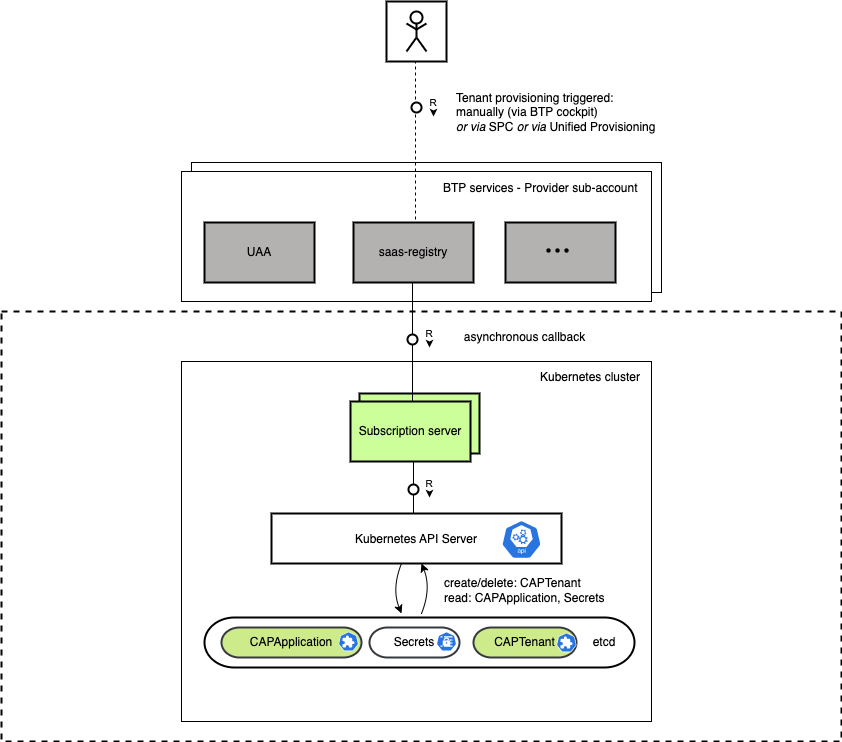 R
Tenant provisioning triggered:
manually (via BTP cockpit)
or via SPC or via Unified Provisioning
BTP services - Provider sub-account
UAA
saas-registry
•••
R
asynchronous callback
Kubernetes cluster
Subscription server
R
Kubernetes API Server
api
create/delete: CAPTenant
read: CAPApplication, Secrets
CAPApplication
Secrets
CAPTenant
etcd